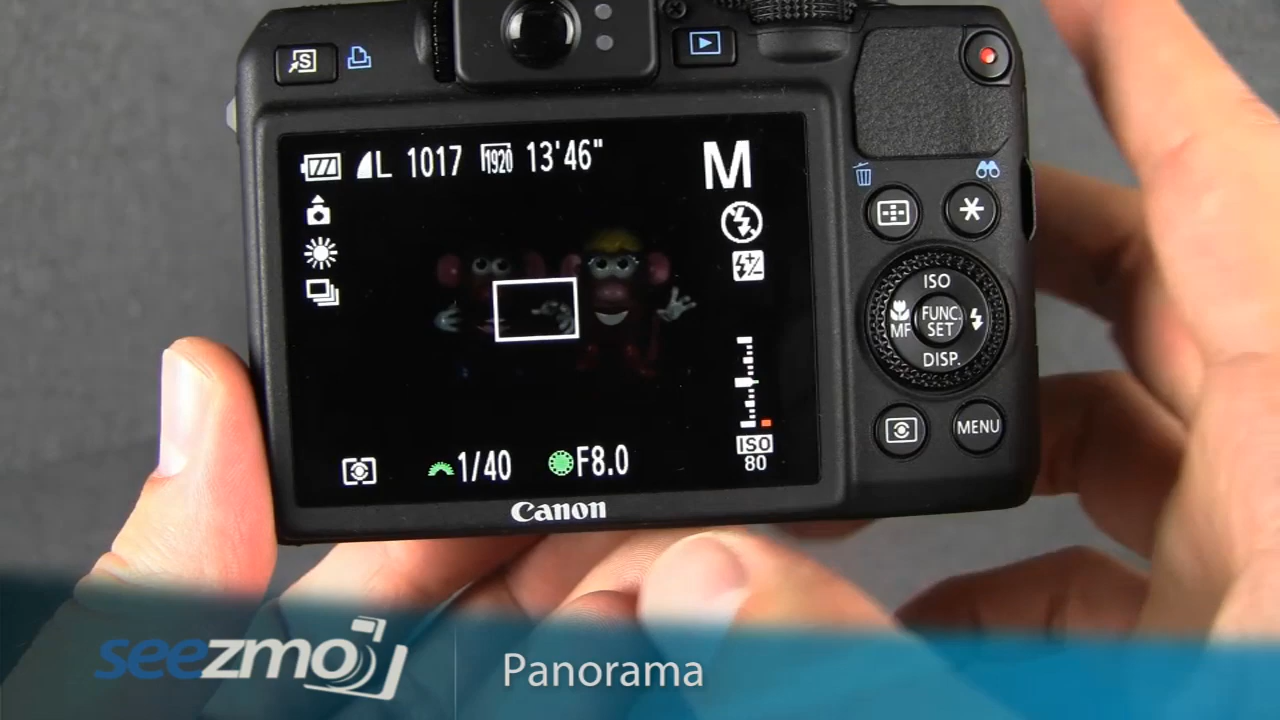 S
L 1017 1920 13'46"
M
ISO
MF
FUNC.
SET
DISP.
MENU
1/40 F8.0
ISO
80
Canon
seezmo
Panorama